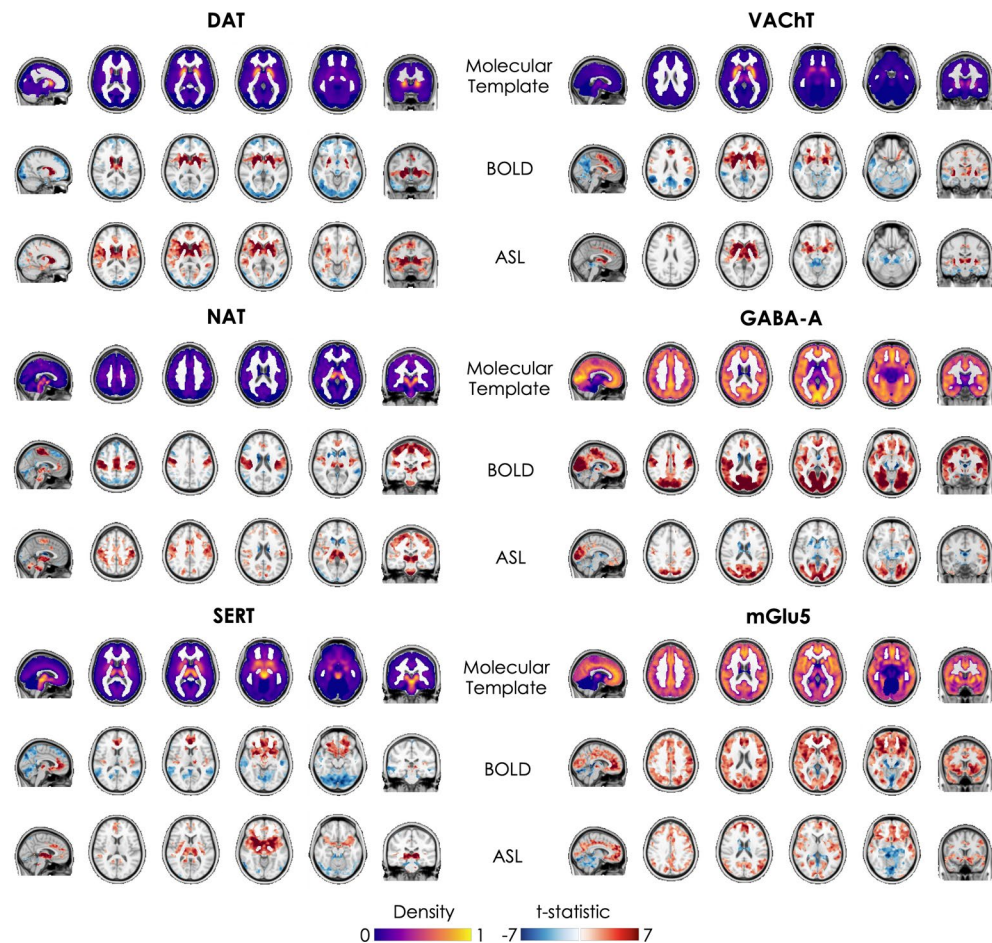 DAT
VAChT
Molecular
Template
BOLD
ASL
NAT
GABA-A
Molecular
Template
BOLD
ASL
SERT
mGlu5
Molecular
Template
BOLD
ASL
Density
t-statistic
0
1
-7
7